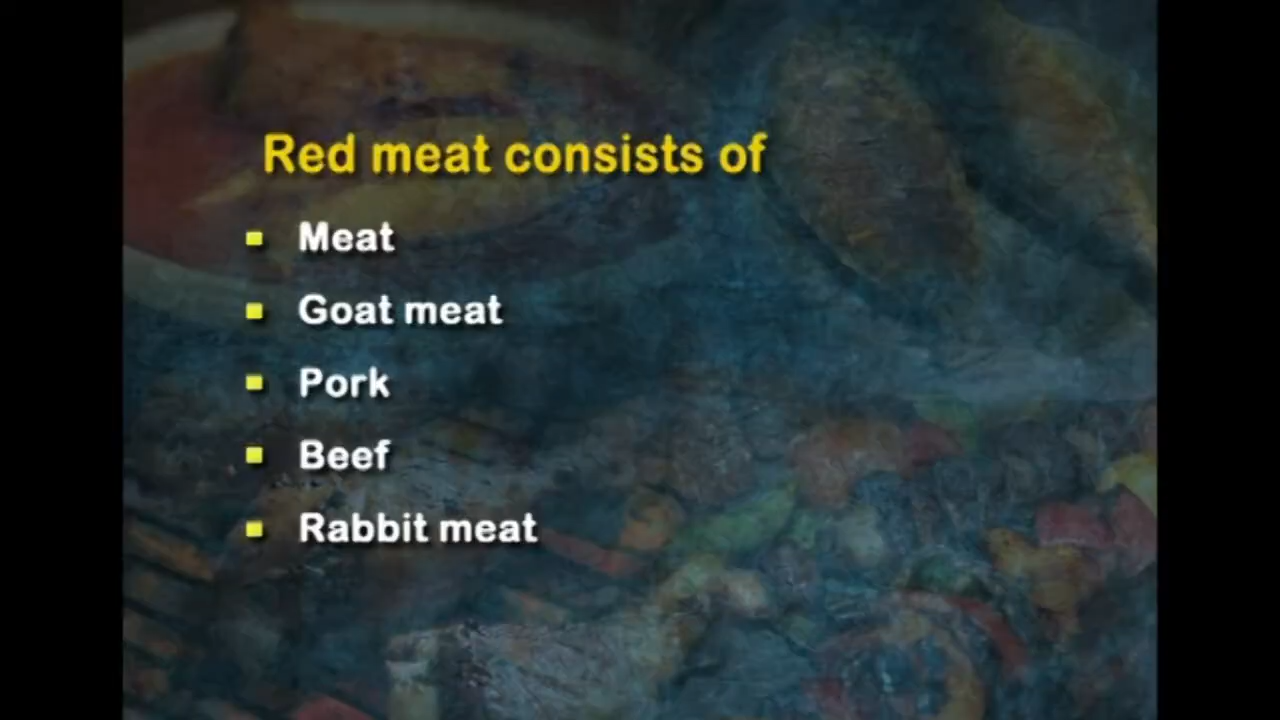 Red meat consists of
Meat
Goat meat
Pork
Beef
Rabbit meat